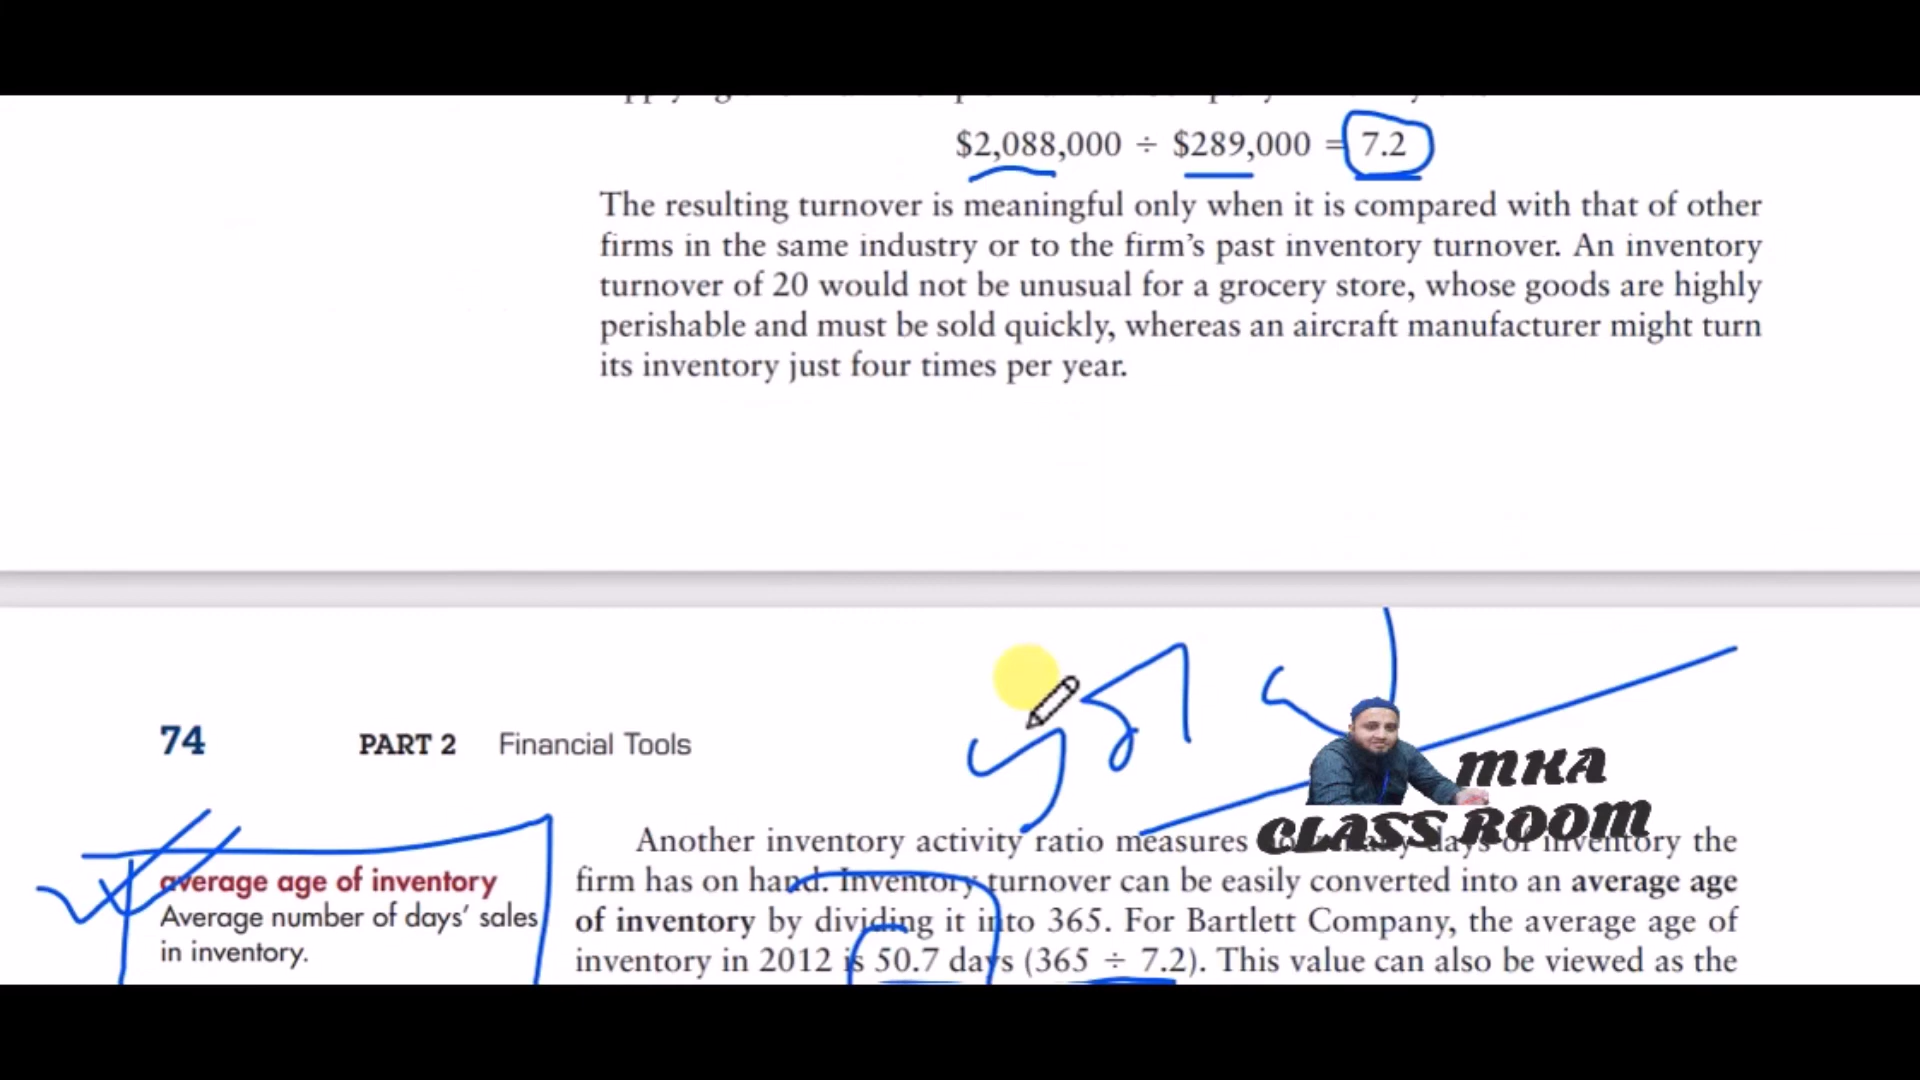 $2,088,000 ÷ $289,000 = 7.2
The resulting turnover is meaningful only when it is compared with that of other
firms in the same industry or to the firm’s past inventory turnover. An inventory
turnover of 20 would not be unusual for a grocery store, whose goods are highly
perishable and must be sold quickly, whereas an aircraft manufacturer might turn
its inventory just four times per year.
74 PART 2 Financial Tools
MKA
CLASS ROOM
average age of inventory
Average number of days’ sales
in inventory.
Another inventory activity ratio measures days of inventory the
firm has on hand. Inventory turnover can be easily converted into an average age
of inventory by dividing it into 365. For Bartlett Company, the average age of
inventory in 2012 is 50.7 days (365 ÷ 7.2). This value can also be viewed as the